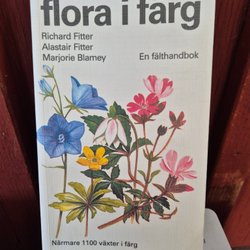 flora i färg
Richard Fitter
Alastair Fitter
Marjorie Blamey
En fälthandbok
Närmare 1100 växter i färg